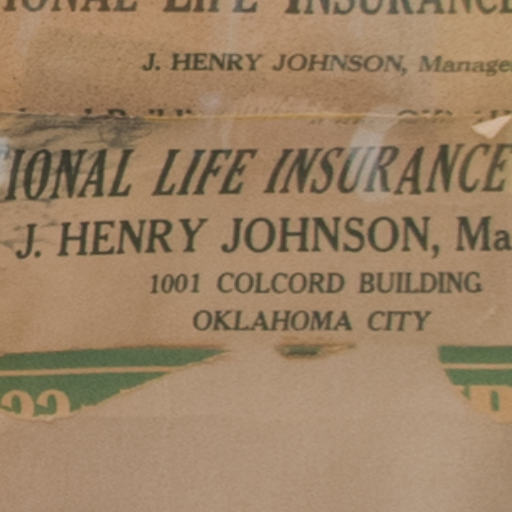 IONAL LIFE INSURANCE
J. HENRY JOHNSON, Manage
IONAL LIFE INSURANCE
J. HENRY JOHNSON, Ma
1001 COLCORD BUILDING
OKLAHOMA CITY